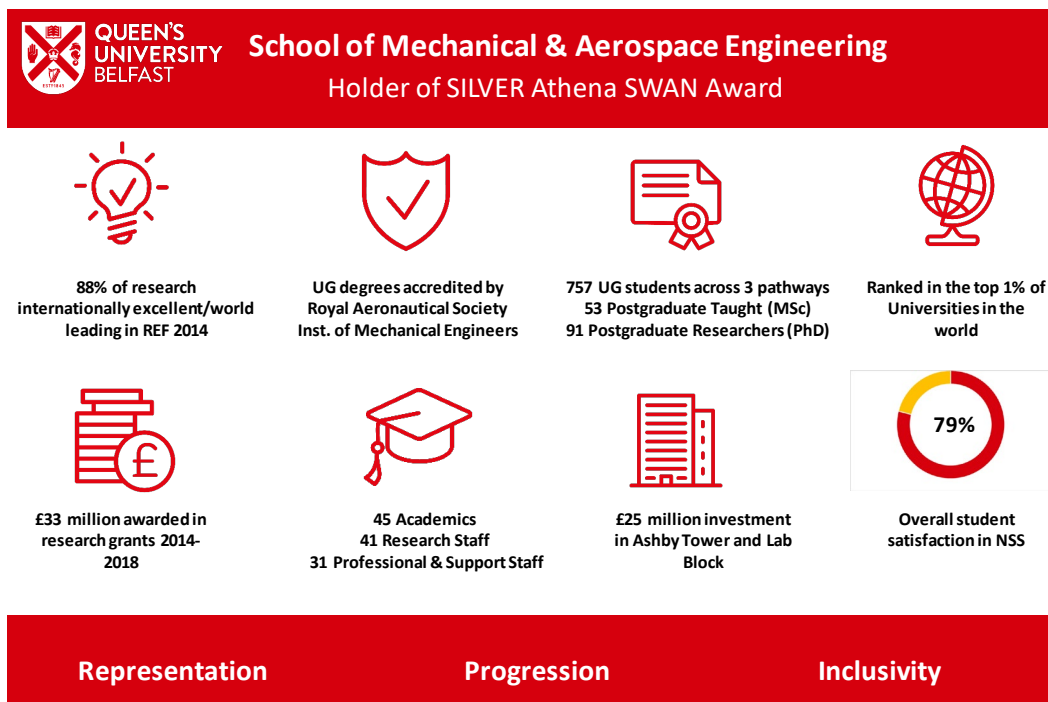 QUEEN'S
UNIVERSITY
BELFAST
ESTD 1845
School of Mechanical & Aerospace Engineering
Holder of SILVER Athena SWAN Award
88% of research
internationally excellent/world
leading in REF 2014
UG degrees accredited by
Royal Aeronautical Society
Inst. of Mechanical Engineers
757 UG students across 3 pathways
53 Postgraduate Taught (MSc)
91 Postgraduate Researchers (PhD)
Ranked in the top 1% of
Universities in the
world
£
79%
£33 million awarded in
research grants 2014-
2018
45 Academics
41 Research Staff
31 Professional & Support Staff
£25 million investment
in Ashby Tower and Lab
Block
Overall student
satisfaction in NSS
Representation
Progression
Inclusivity